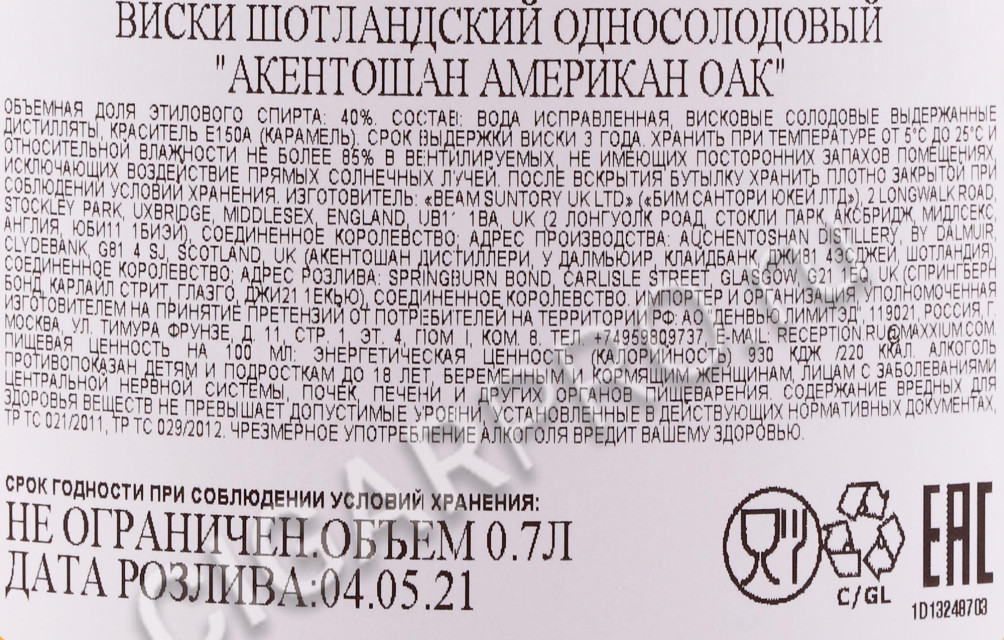 ВИСКИ ШОТЛАНДСКИЙ ОДНОСОЛОДОВЫЙ
"АКЕНТОШАН АМЕРИКАН ОАК"
ОБЪЕМНАЯ ДОЛЯ ЭТИЛОВОГО СПИРТА: 40%. СОСТАВ: ВОДА ИСПРАВЛЕННАЯ, ВИСКОВЫЕ СОЛОДОВЫЕ ВЫДЕРЖАННЫЕ
ДИСТИЛЛЯТЫ, КРАСИТЕЛЬ Е150А (КАРАМЕЛЬ). СРОК ВЫДЕРЖКИ ВИСКИ 3 ГОДА. ХРАНИТЬ ПРИ ТЕМПЕРАТУРЕ ОТ 5°С ДО 25°С И
ОТНОСИТЕЛЬНОЙ ВЛАЖНОСТИ НЕ БОЛЕЕ 85% В ВЕНТИЛИРУЕМЫХ, НЕ ИМЕЮЩИХ ПОСТОРОННИХ ЗАПАХОВ ПОМЕЩЕНИЯХ,
ИСКЛЮЧАЮЩИХ ВОЗДЕЙСТВИЕ ПРЯМЫХ СОЛНЕЧНЫХ ЛУЧЕЙ. ПОСЛЕ ВСКРЫТИЯ БУТЫЛКУ ХРАНИТЬ ПЛОТНО ЗАКРЫТОЙ ПРИ
СОБЛЮДЕНИИ УСЛОВИЙ ХРАНЕНИЯ. ИЗГОТОВИТЕЛЬ: «BEAM SUNTORY UK LTD» («БИМ САНТОРИ ЮКЕЙ ЛТД»), 2 LONGWALK ROAD,
STOCKLEY PARK, UXBRIDGE, MIDDLESEX, ENGLAND, UB11 1BA, UK (2 ЛОНГУОЛК РОАД, СТОКЛИ ПАРК, АКСБРИДЖ, МИДЛСЕКС,
АНГЛИЯ, ЮБИ11 1БИЭЙ), СОЕДИНЕННОЕ КОРОЛЕВСТВО; АДРЕС ПРОИЗВОДСТВА: AUCHENTOSHAN DISTILLERY, BY DALMUIR,
CLYDEBANK, G81 4 SJ, SCOTLAND, UK (АКЕНТОШАН ДИСТИЛЛЕРИ, У ДАЛМЬЮИР, КЛАЙДБАНК, ДЖИ81 4ЭСДЖЕЙ, ШОТЛАНДИЯ),
СОЕДИНЕННОЕ КОРОЛЕВСТВО; АДРЕС РОЗЛИВА: SPRINGBURN BOND, CARLISLE STREET, GLASGOW, G21 1EQ, UK (СПРИНГБЕРН
БОНД, КАРЛАЙЛ СТРИТ, ГЛАЗГО, ДЖИ21 1ЕКЬЮ), СОЕДИНЕННОЕ КОРОЛЕВСТВО. ИМПОРТЕР И ОРГАНИЗАЦИЯ, УПОЛНОМОЧЕННАЯ
ИЗГОТОВИТЕЛЕМ НА ПРИНЯТИЕ ПРЕТЕНЗИЙ ОТ ПОТРЕБИТЕЛЕЙ НА ТЕРРИТОРИИ РФ: АО "ДЕНВЬЮ ЛИМИТЭД", 119021, РОССИЯ, Г.
МОСКВА, УЛ. ТИМУРА ФРУНЗЕ, Д. 11, СТР. 1, ЭТ. 4, ПОМ I, КОМ. 8. ТЕЛ. +74959809737, E-MAIL: RECEPTION.RU@MAXXIUM.COM.
ПИЩЕВАЯ ЦЕННОСТЬ НА 100 МЛ: ЭНЕРГЕТИЧЕСКАЯ ЦЕННОСТЬ (КАЛОРИЙНОСТЬ) 930 КДЖ /220 ККАЛ. АЛКОГОЛЬ
ПРОТИВОПОКАЗАН ДЕТЯМ И ПОДРОСТКАМ ДО 18 ЛЕТ, БЕРЕМЕННЫМ И КОРМЯЩИМ ЖЕНЩИНАМ, ЛИЦАМ С ЗАБОЛЕВАНИЯМИ
ЦЕНТРАЛЬНОЙ НЕРВНОЙ СИСТЕМЫ, ПОЧЕК, ПЕЧЕНИ И ДРУГИХ ОРГАНОВ ПИЩЕВАРЕНИЯ. СОДЕРЖАНИЕ ВРЕДНЫХ ДЛЯ
ЗДОРОВЬЯ ВЕЩЕСТВ НЕ ПРЕВЫШАЕТ ДОПУСТИМЫЕ УРОВНИ, УСТАНОВЛЕННЫЕ В ДЕЙСТВУЮЩИХ НОРМАТИВНЫХ ДОКУМЕНТАХ,
ТР ТС 021/2011, ТР ТС 029/2012. ЧРЕЗМЕРНОЕ УПОТРЕБЛЕНИЕ АЛКОГОЛЯ ВРЕДИТ ВАШЕМУ ЗДОРОВЬЮ.
СРОК ГОДНОСТИ ПРИ СОБЛЮДЕНИИ УСЛОВИЙ ХРАНЕНИЯ:
НЕ ОГРАНИЧЕН.ОБЪЕМ 0.7Л
ДАТА РОЗЛИВА:04.05.21
C/GL
EAC
1D13248703
CIGARPRO.ru